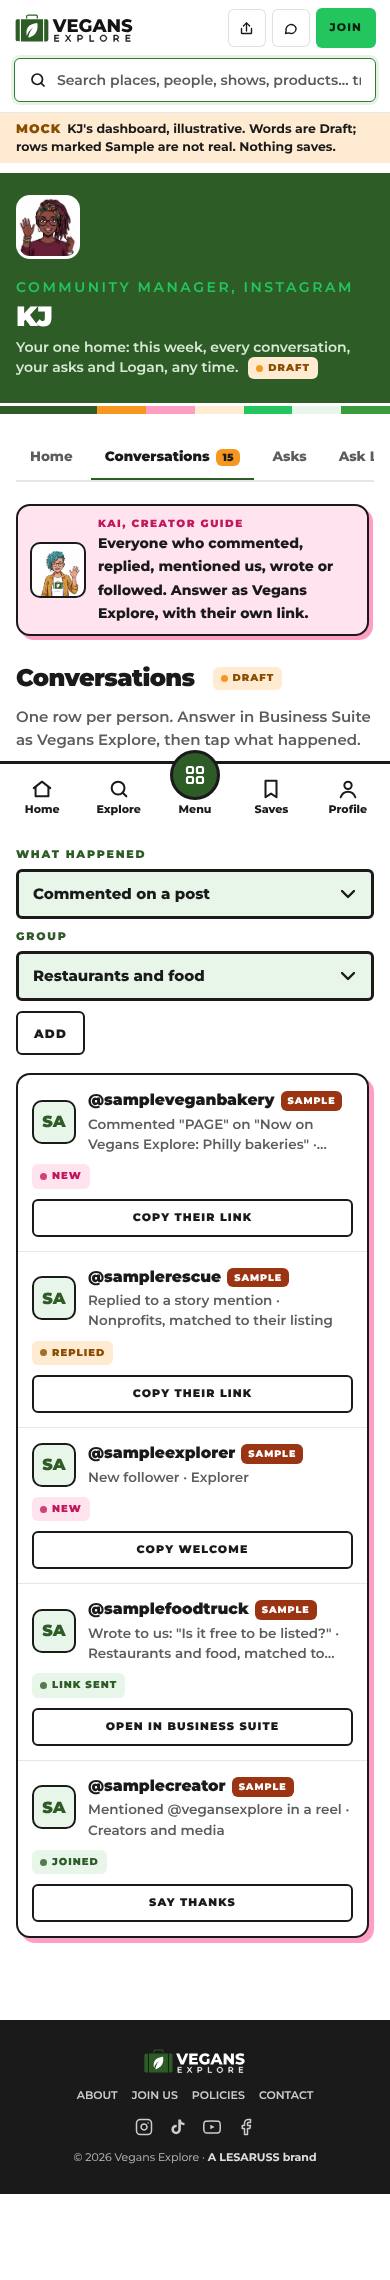 VEGANS
EXPLORE
JOIN
Search places, people, shows, products... tr
MOCK KJ's dashboard, illustrative. Words are Draft;
rows marked Sample are not real. Nothing saves.
COMMUNITY MANAGER, INSTAGRAM
KJ
Your one home: this week, every conversation,
your asks and Logan, any time. DRAFT
Home Conversations 15 Asks Ask L
KAI, CREATOR GUIDE
Everyone who commented,
replied, mentioned us, wrote or
followed. Answer as Vegans
Explore, with their own link.
Conversations DRAFT
One row per person. Answer in Business Suite
as Vegans Explore, then tap what happened.
Home Explore Menu Saves Profile
WHAT HAPPENED
Commented on a post
GROUP
Restaurants and food
ADD
SA
@sampleveganbakery SAMPLE
Commented "PAGE" on "Now on
Vegans Explore: Philly bakeries" ·...
NEW
COPY THEIR LINK
SA
@samplerescue SAMPLE
Replied to a story mention ·
Nonprofits, matched to their listing
REPLIED
COPY THEIR LINK
SA
@sampleexplorer SAMPLE
New follower · Explorer
NEW
COPY WELCOME
SA
@samplefoodtruck SAMPLE
Wrote to us: "Is it free to be listed?" ·
Restaurants and food, matched to...
LINK SENT
OPEN IN BUSINESS SUITE
SA
@samplecreator SAMPLE
Mentioned @vegansexplore in a reel ·
Creators and media
JOINED
SAY THANKS
VEGANS
EXPLORE
ABOUT JOIN US POLICIES CONTACT
© 2026 Vegans Explore · A LESARUSS brand